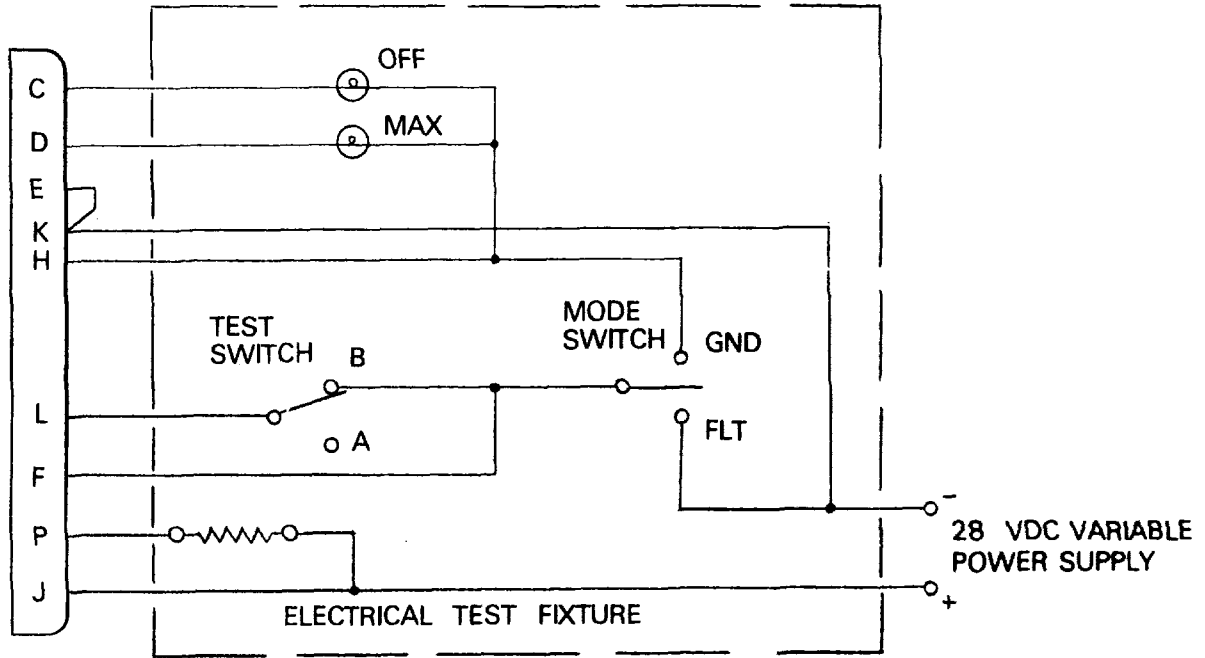 C
OFF
D
MAX
E
K
H
TEST
SWITCH
B
MODE
SWITCH
GND
L
A
FLT
F
P
J
-
28 VDC VARIABLE
POWER SUPPLY
+
ELECTRICAL TEST FIXTURE